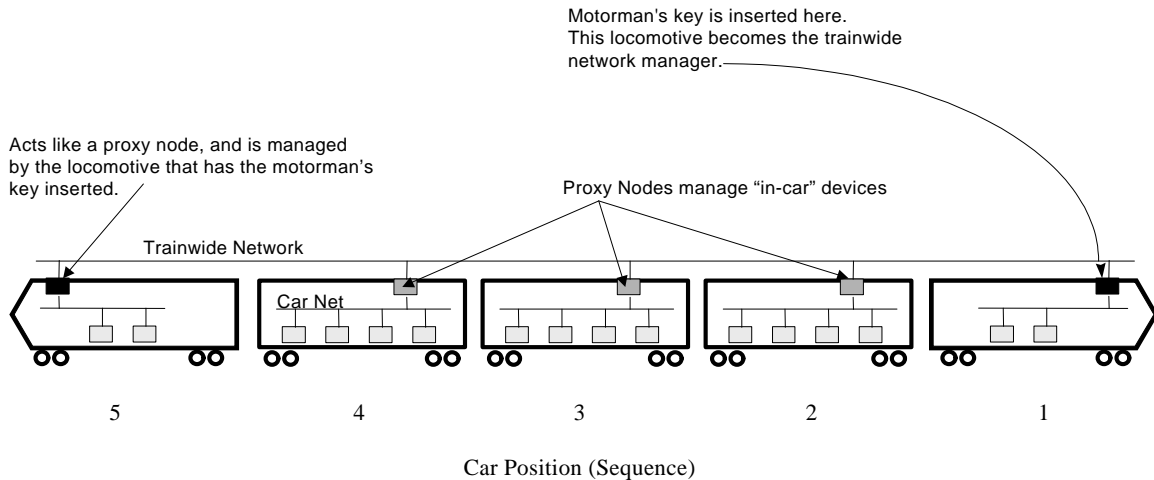 Motorman's key is inserted here.
This locomotive becomes the trainwide
network manager.
Acts like a proxy node, and is managed
by the locomotive that has the motorman's
key inserted.
Proxy Nodes manage “in-car” devices
Trainwide Network
Car Net
5 4 3 2 1
Car Position (Sequence)